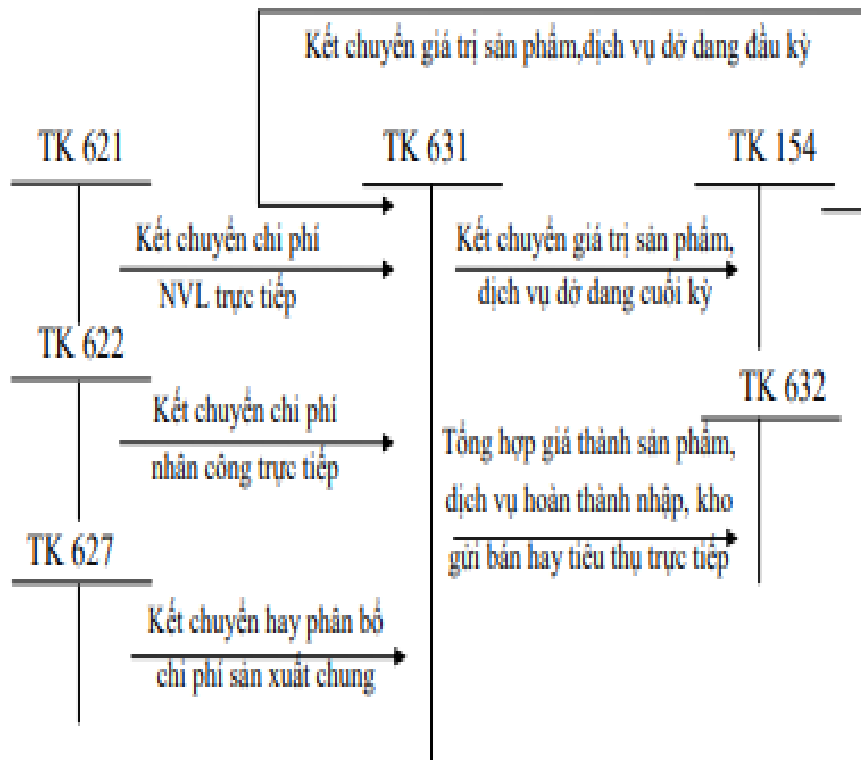 Kết chuyển giá trị sản phẩm,dịch vụ dở dang đầu kỳ
TK 621
TK 631
TK 154
Kết chuyển chi phí
NVL trực tiếp
Kết chuyển giá trị sản phẩm,
dịch vụ dở dang cuối kỳ
TK 622
TK 632
Kết chuyển chi phí
nhân công trực tiếp
Tổng hợp giá thành sản phẩm,
dịch vụ hoàn thành nhập, kho
gửi bán hay tiêu thụ trực tiếp
TK 627
Kết chuyển hay phân bổ
chi phí sản xuất chung